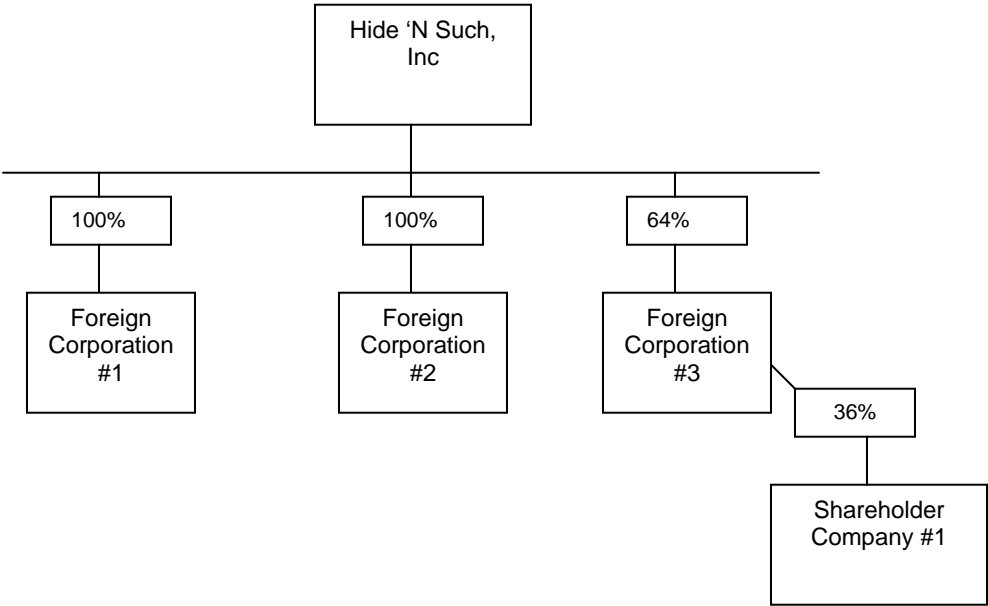 Hide ‘N Such,
Inc
100%
100%
64%
Foreign
Corporation
#1
Foreign
Corporation
#2
Foreign
Corporation
#3
36%
Shareholder
Company #1